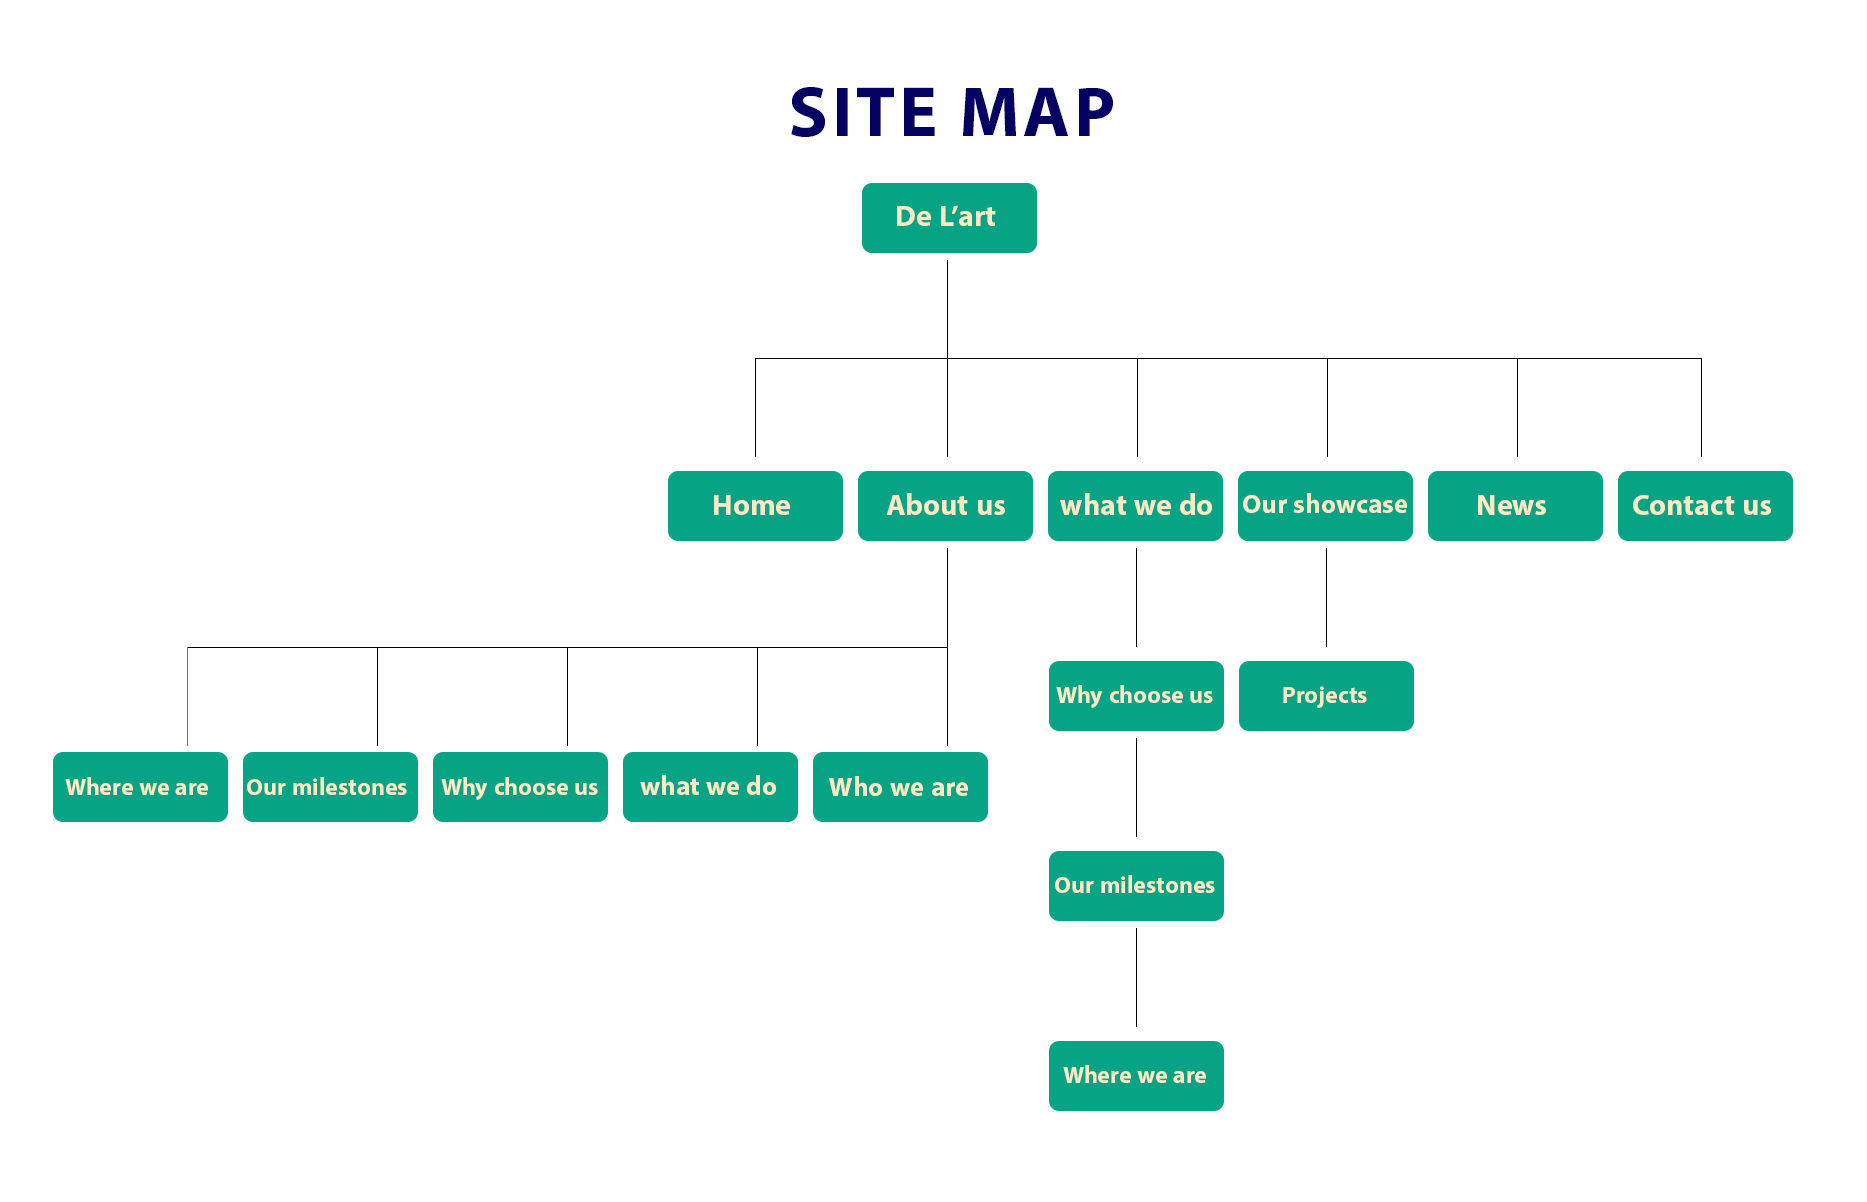 SITE MAP
De L’art
Home
About us
what we do
Our showcase
News
Contact us
Why choose us
Projects
Where we are
Our milestones
Why choose us
what we do
Who we are
Our milestones
Where we are